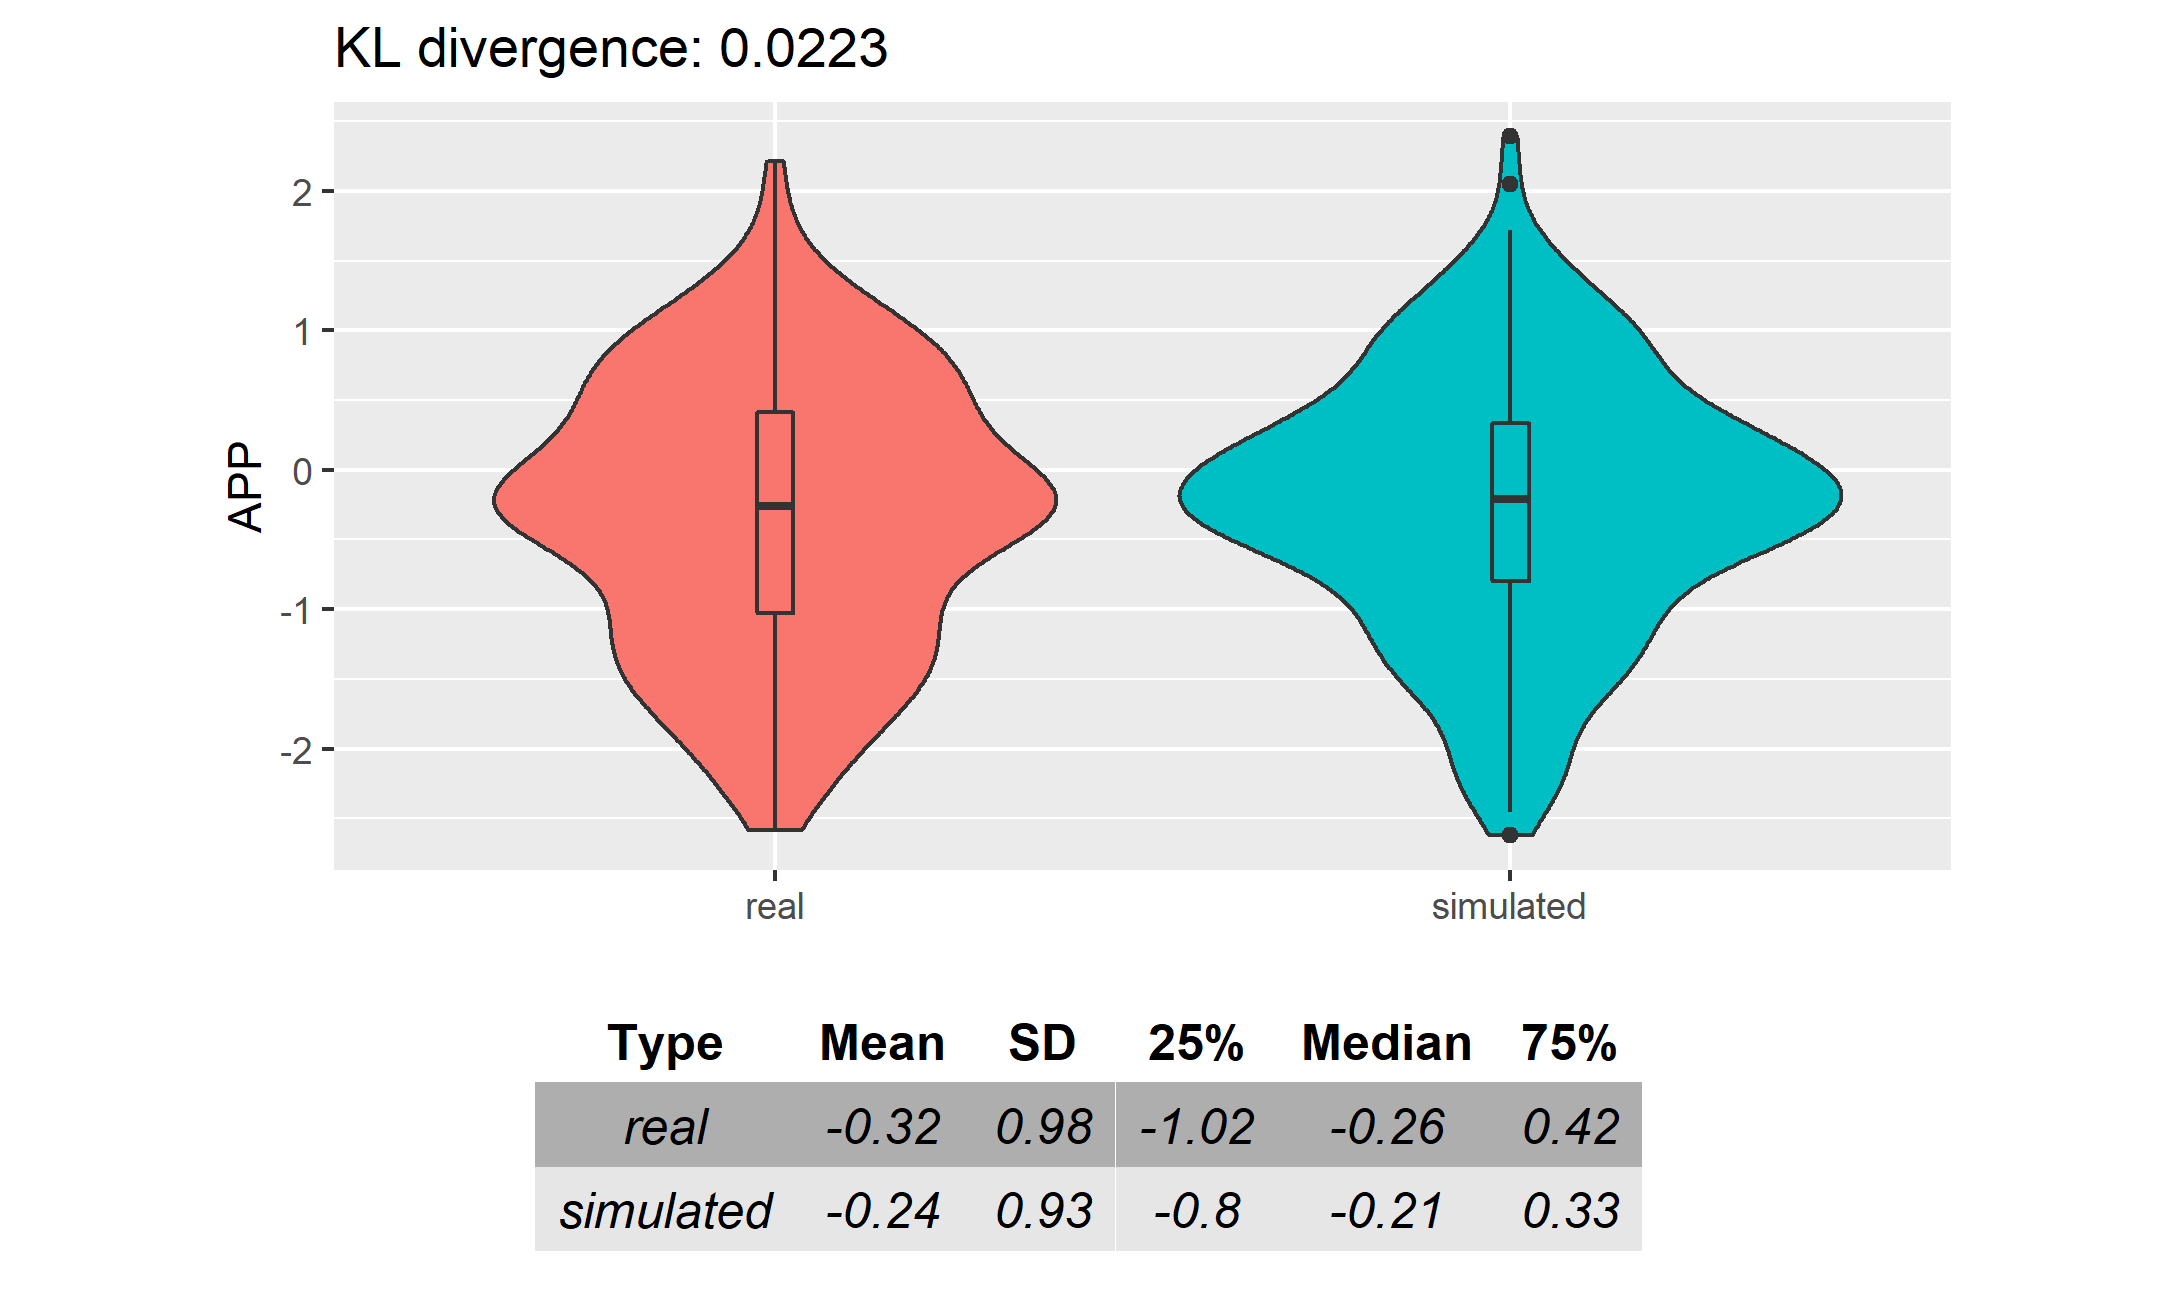 KL divergence: 0.0223
APP
2
1
0
-1
-2
real simulated
Type Mean SD 25% Median 75%
real -0.32 0.98 -1.02 -0.26 0.42
simulated -0.24 0.93 -0.8 -0.21 0.33